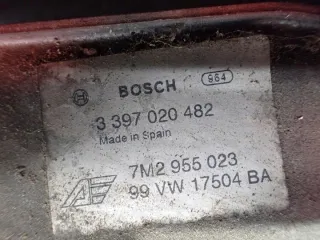 BOSCH 964
3 397 020 482
Made in Spain
7M2 955 023
99 VW 17504 BA